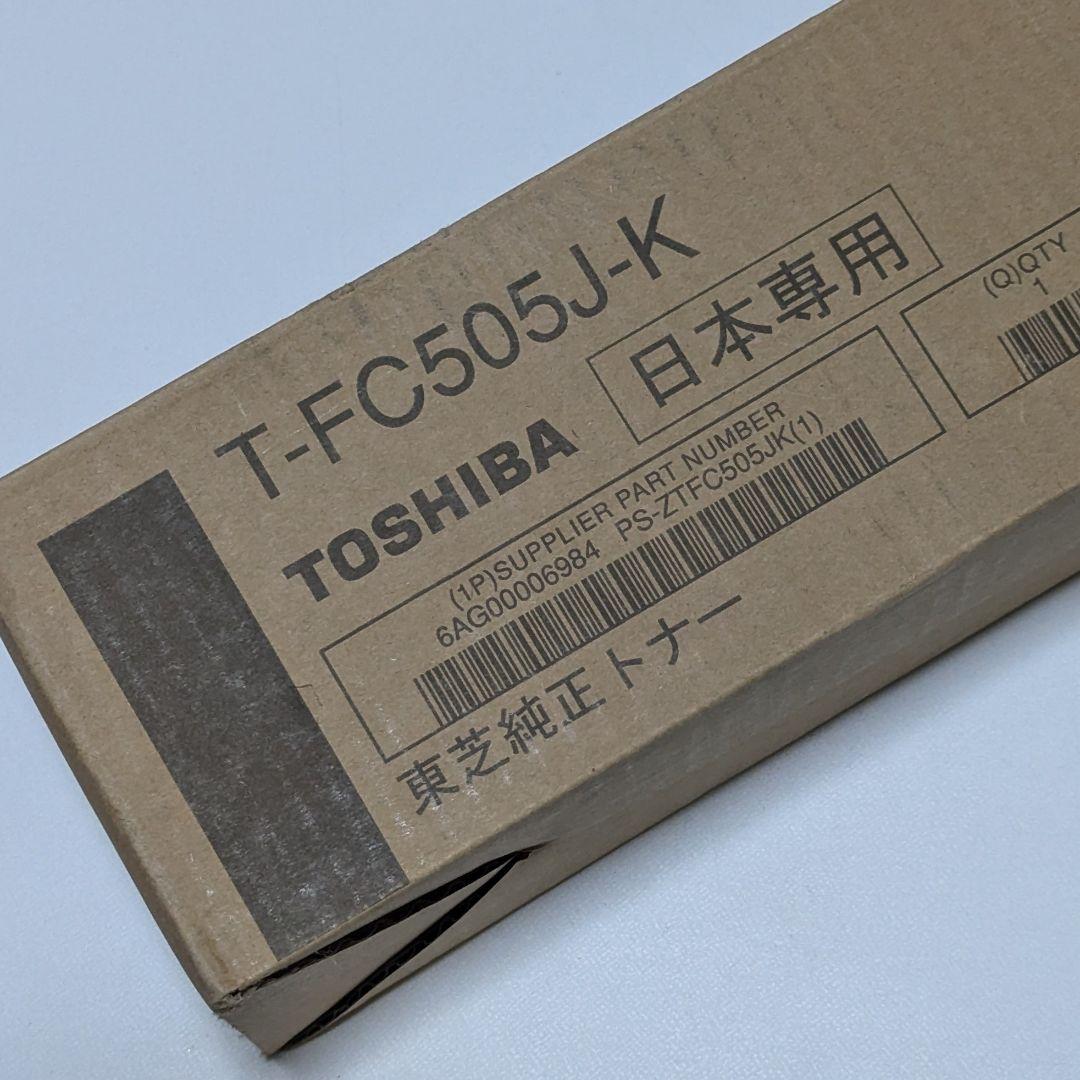 T-FC505J-K
TOSHIBA
日本専用
(1P)SUPPLIER PART NUMBER
6AG00006984 PS-ZTFC505JK(1)
(Q)QTY
1
東芝純正トナー